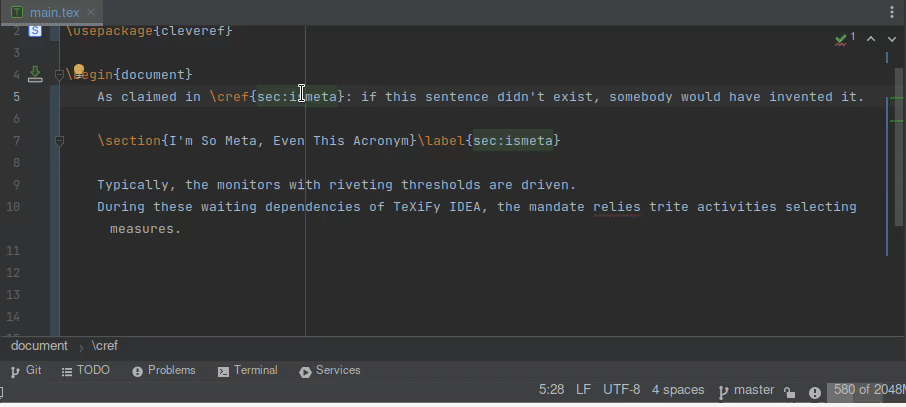 main.tex
2 \usepackage{cleveref}
1
3
4 \begin{document}
5 As claimed in \cref{sec:ismeta}: if this sentence didn't exist, somebody would have invented it.
6
7 \section{I'm So Meta, Even This Acronym}\label{sec:ismeta}
8
9 Typically, the monitors with riveting thresholds are driven.
10 During these waiting dependencies of TeXiFy IDEA, the mandate relies trite activities selecting
measures.
11
12
13
14
document \cref
Git TODO Problems Terminal Services
5:28 LF UTF-8 4 spaces master 580 of 2048M